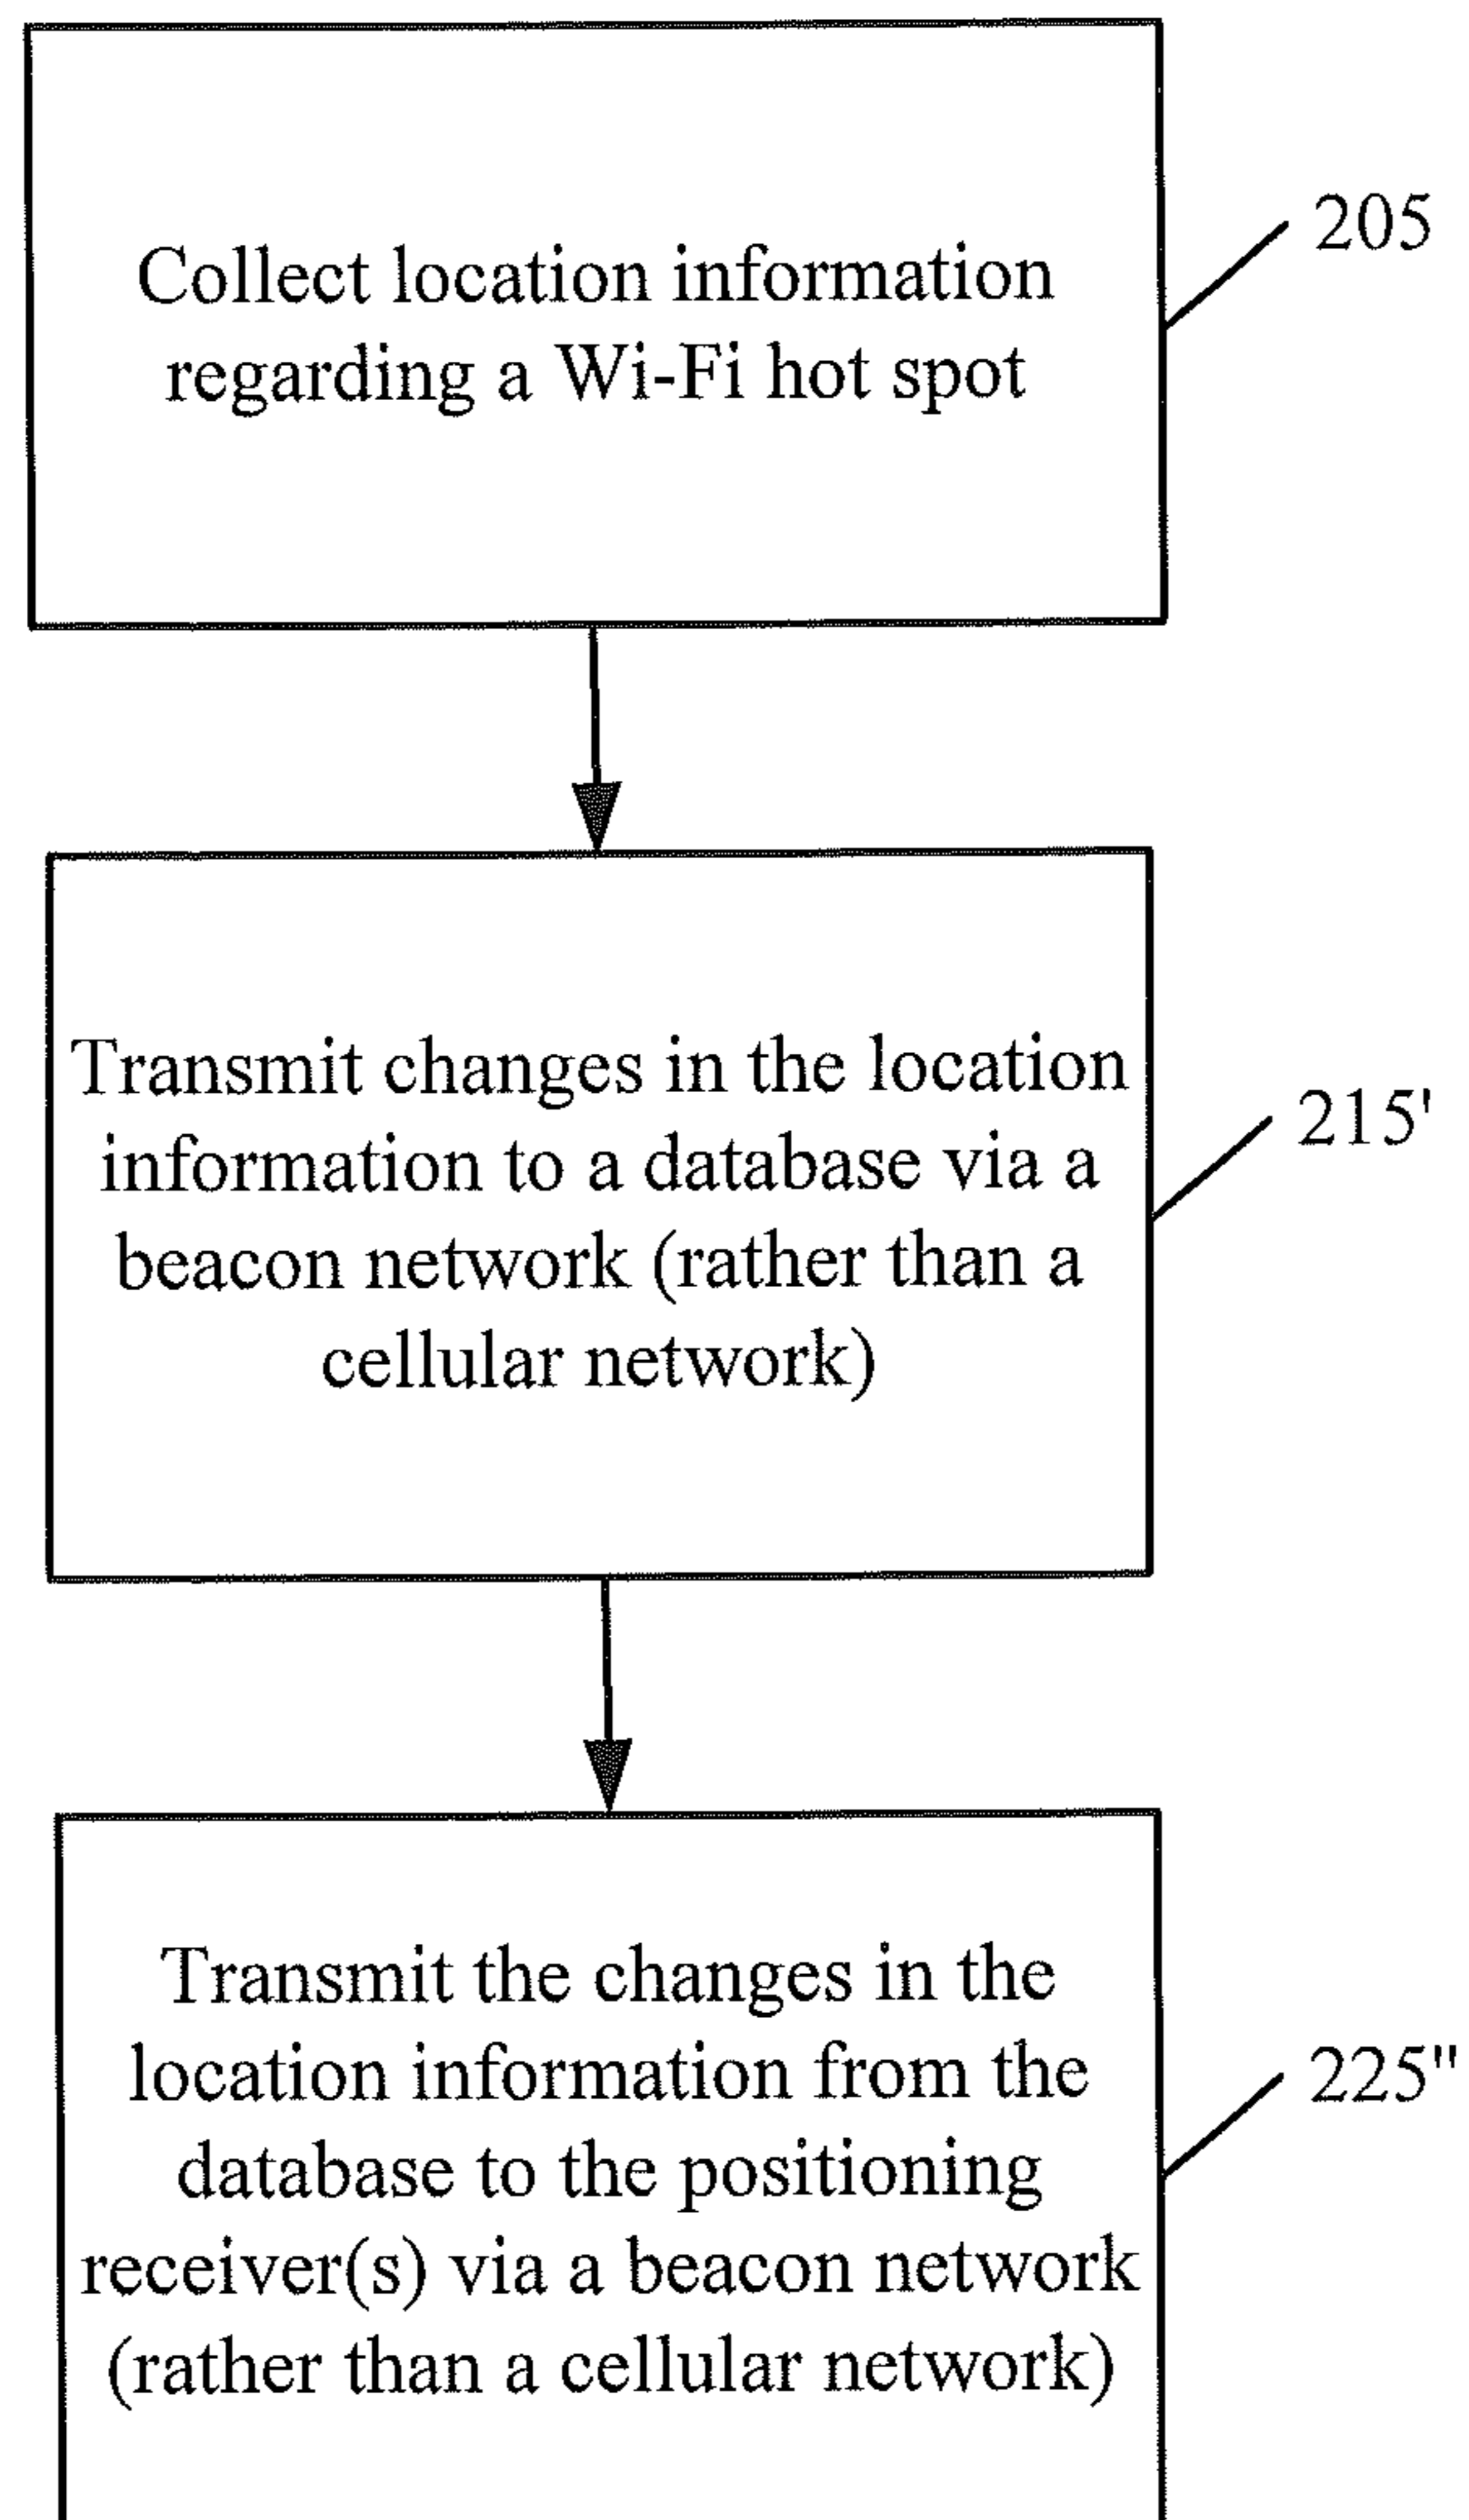 Collect location information
regarding a Wi-Fi hot spot
205
Transmit changes in the location
information to a database via a
beacon network (rather than a
cellular network)
215'
Transmit the changes in the
location information from the
database to the positioning
receiver(s) via a beacon network
(rather than a cellular network)
225"